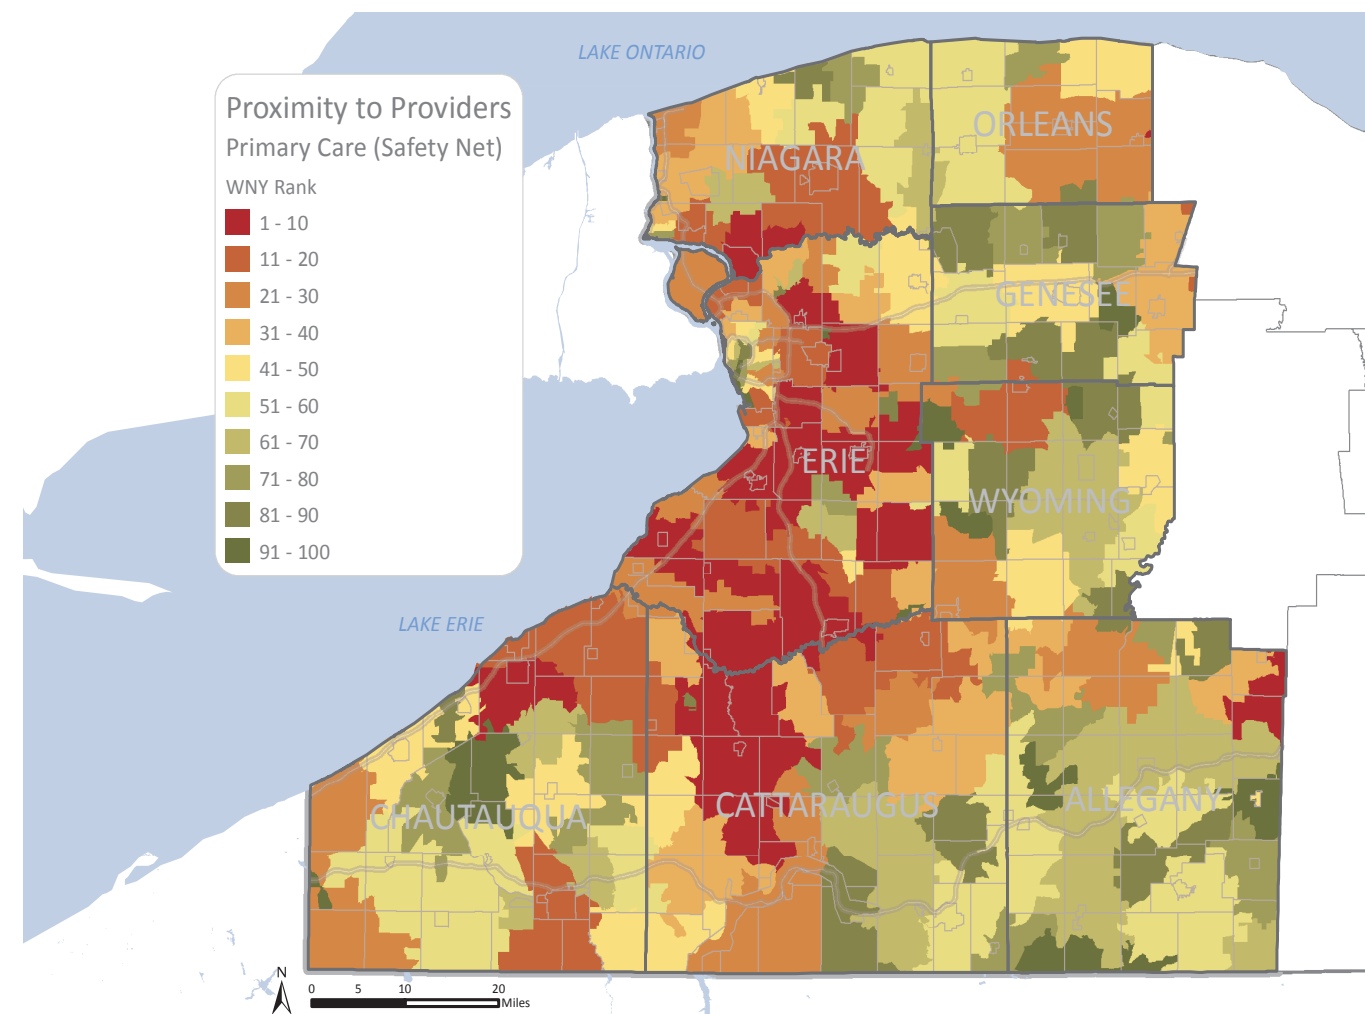 LAKE ONTARIO
Proximity to Providers
Primary Care (Safety Net)
WNY Rank
1 - 10
11 - 20
21 - 30
31 - 40
41 - 50
51 - 60
61 - 70
71 - 80
81 - 90
91 - 100
ORLEANS
NIAGARA
GENESEE
ERIE
WYOMING
LAKE ERIE
CHAUTAUQUA
CATTARAUGUS
ALLEGANY
N
0 5 10 20
Miles